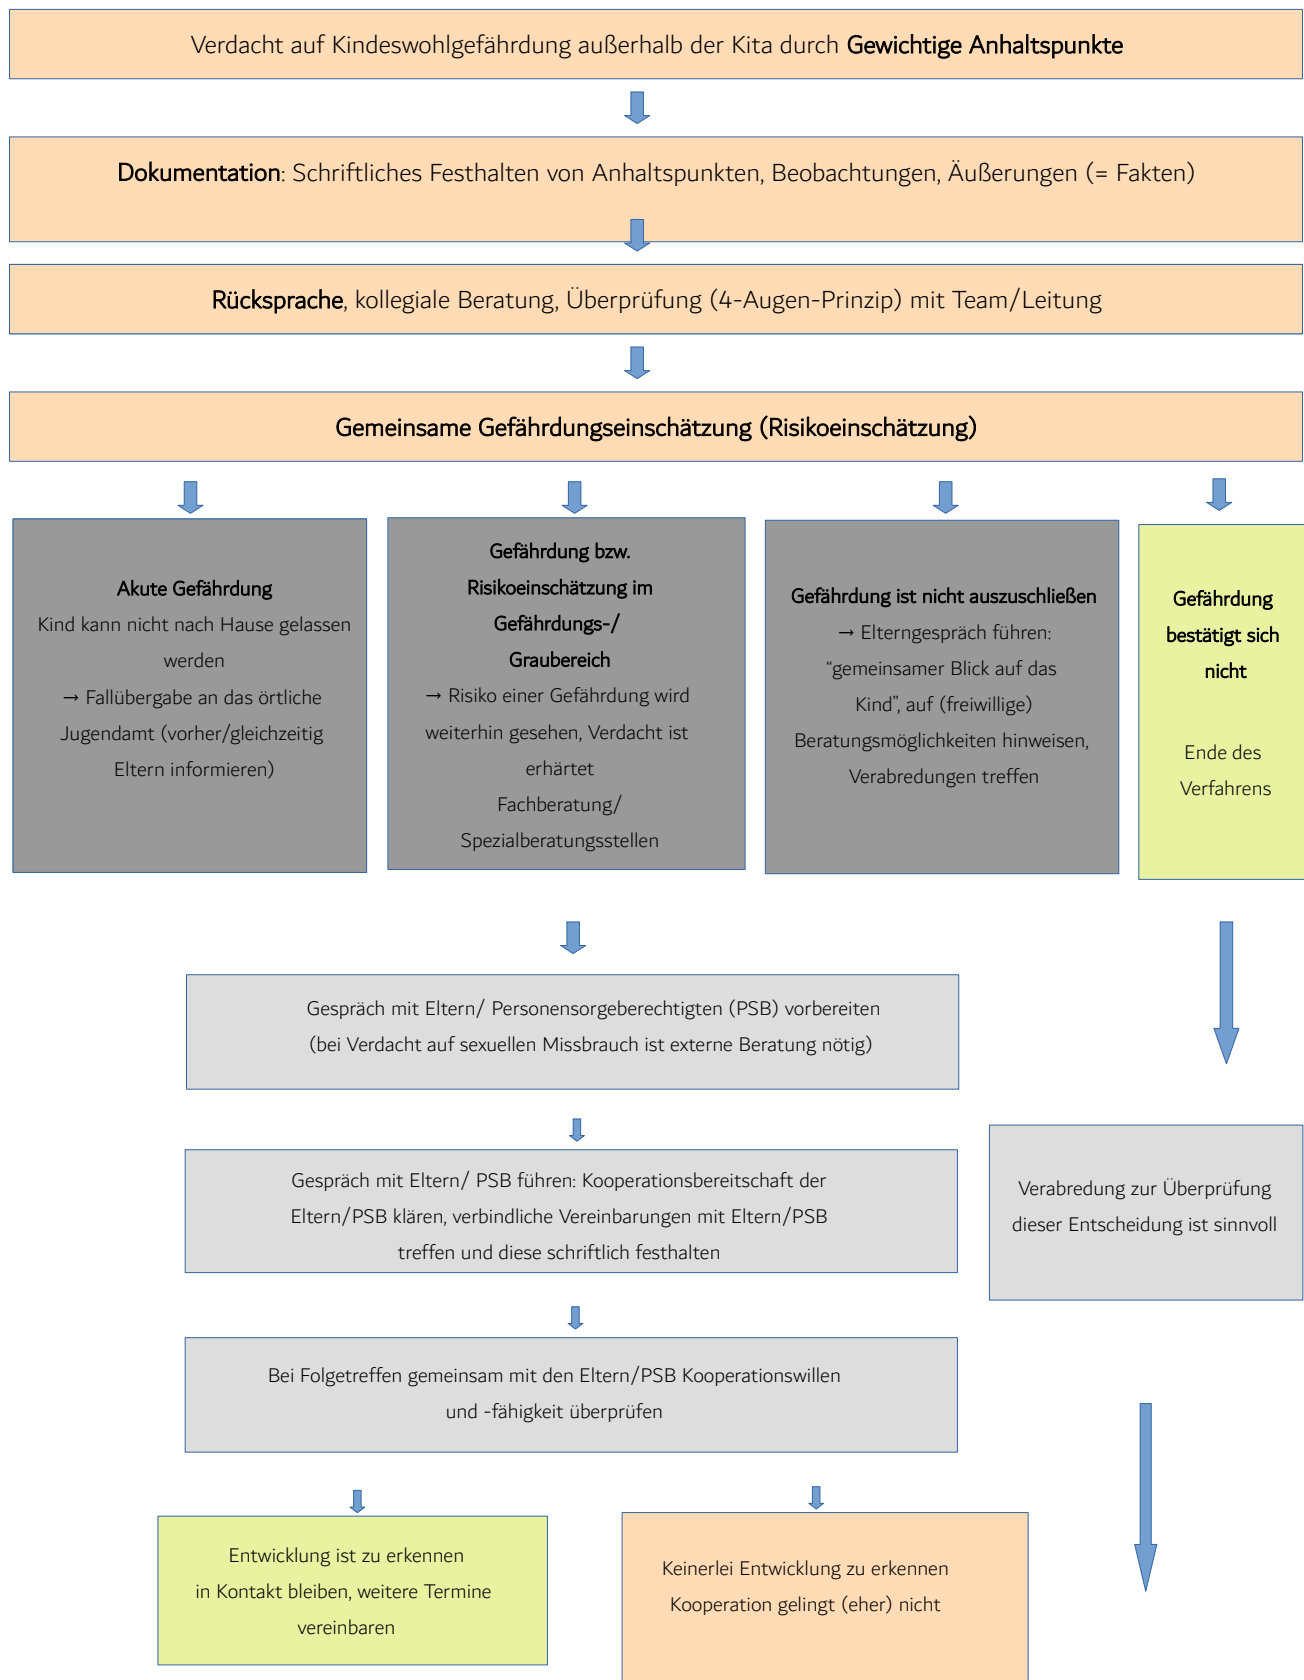 Verdacht auf Kindeswohlgefährdung außerhalb der Kita durch Gewichtige Anhaltspunkte
Dokumentation: Schriftliches Festhalten von Anhaltspunkten, Beobachtungen, Äußerungen (= Fakten)
Rücksprache, kollegiale Beratung, Überprüfung (4-Augen-Prinzip) mit Team/Leitung
Gemeinsame Gefährdungseinschätzung (Risikoeinschätzung)
Akute Gefährdung
Kind kann nicht nach Hause gelassen
werden
→ Fallübergabe an das örtliche
Jugendamt (vorher/gleichzeitig
Eltern informieren)
Gefährdung bzw.
Risikoeinschätzung im
Gefährdungs-/
Graubereich
→ Risiko einer Gefährdung wird
weiterhin gesehen, Verdacht ist
erhärtet
Fachberatung/
Spezialberatungsstellen
Gefährdung ist nicht auszuschließen
→ Elterngespräch führen:
“gemeinsamer Blick auf das
Kind”, auf (freiwillige)
Beratungsmöglichkeiten hinweisen,
Verabredungen treffen
Gefährdung
bestätigt sich
nicht
Ende des
Verfahrens
Gespräch mit Eltern/ Personensorgeberechtigten (PSB) vorbereiten
(bei Verdacht auf sexuellen Missbrauch ist externe Beratung nötig)
Gespräch mit Eltern/ PSB führen: Kooperationsbereitschaft der
Eltern/PSB klären, verbindliche Vereinbarungen mit Eltern/PSB
treffen und diese schriftlich festhalten
Verabredung zur Überprüfung
dieser Entscheidung ist sinnvoll
Bei Folgetreffen gemeinsam mit den Eltern/PSB Kooperationswillen
und -fähigkeit überprüfen
Entwicklung ist zu erkennen
in Kontakt bleiben, weitere Termine
vereinbaren
Keinerlei Entwicklung zu erkennen
Kooperation gelingt (eher) nicht